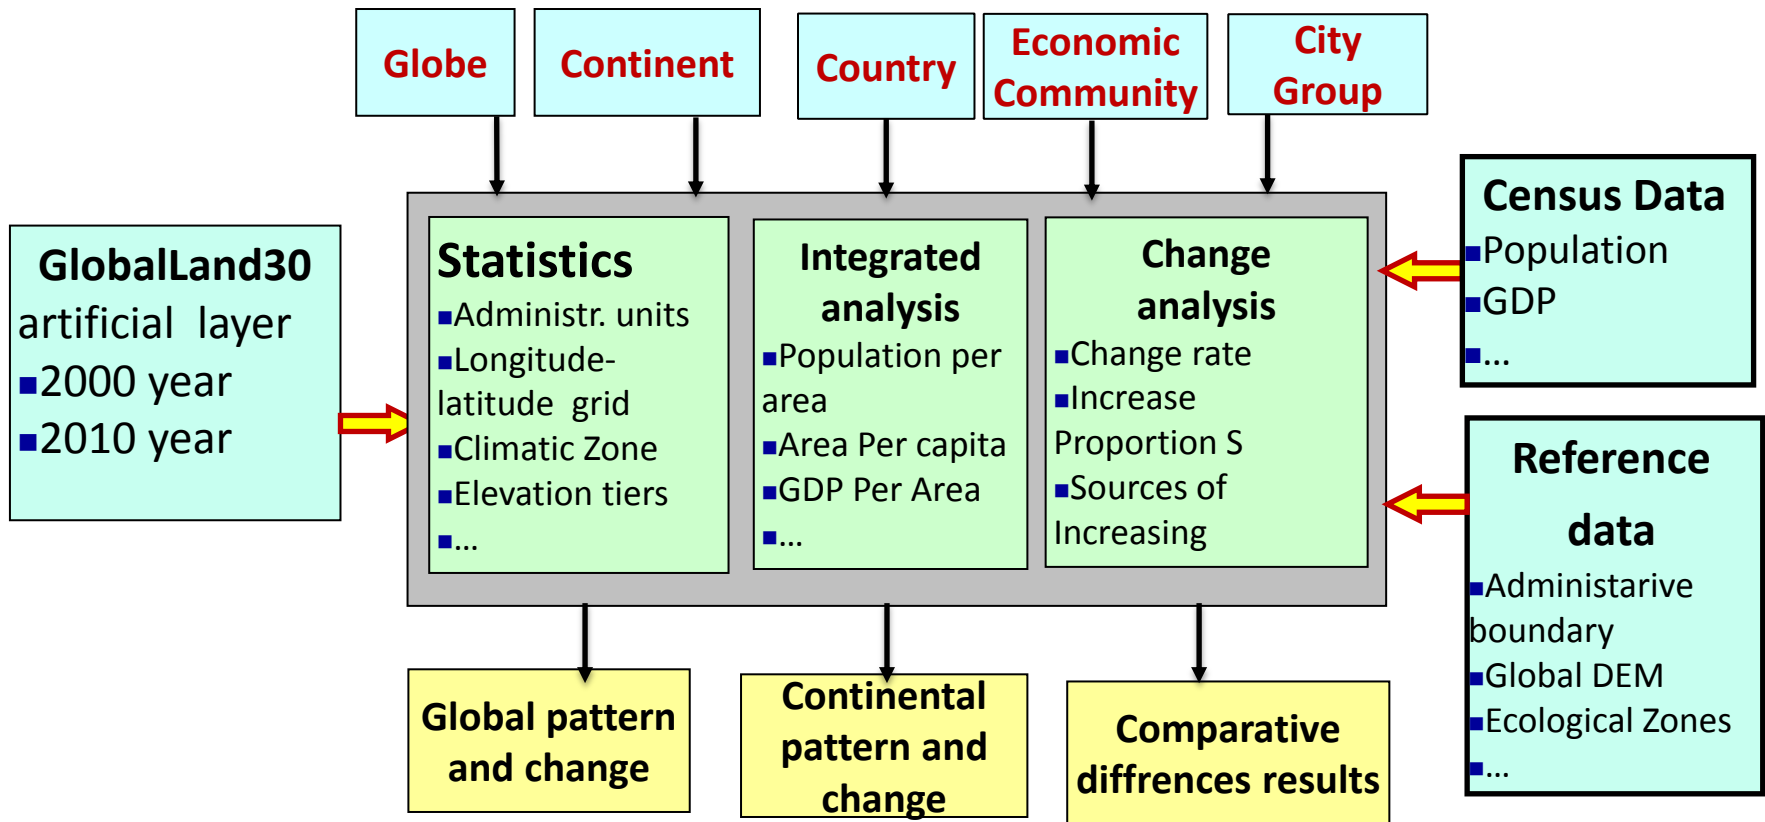 Globe
Continent
Country
Economic
Community
City
Group
GlobalLand30
artificial layer
■2000 year
■2010 year
Statistics
■Administr. units
■Longitude-
latitude grid
■Climatic Zone
■Elevation tiers
■...
Integrated
analysis
■Population per
area
■Area Per capita
■GDP Per Area
■...
Change
analysis
■Change rate
■Increase
Proportion S
■Sources of
Increasing
Census Data
■Population
■GDP
■...
Reference
data
■Administarive
boundary
■Global DEM
■Ecological Zones
■...
Global pattern
and change
Continental
pattern and
change
Comparative
diffrences results